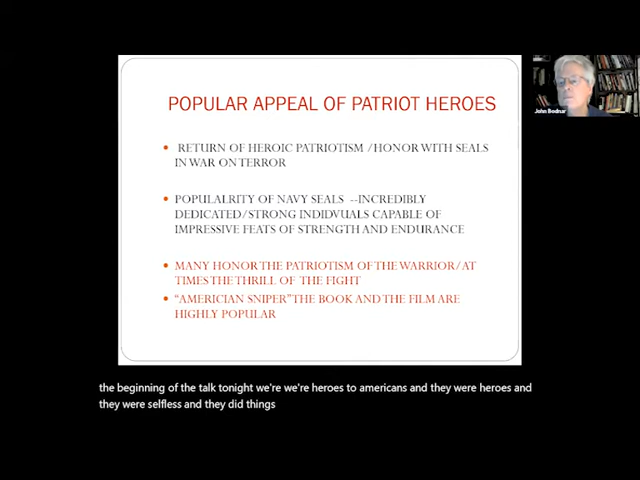 POPULAR APPEAL OF PATRIOT HEROES
John Bodnar
• RETURN OF HEROIC PATRIOTISM /HONOR WITH SEALS
IN WAR ON TERROR
• POPULALRITY OF NAVY SEALS --INCREDIBLY
DEDICATED/STRONG INDIDVUALS CAPABLE OF
IMPRESSIVE FEATS OF STRENGTH AND ENDURANCE
• MANY HONOR THE PATRIOTISM OF THE WARRIOR/AT
TIMES THE THRILL OF THE FIGHT
• “AMERICIAN SNIPER” THE BOOK AND THE FILM ARE
HIGHLY POPULAR
the beginning of the talk tonight we're we're heroes to americans and they were heroes and
they were selfless and they did things